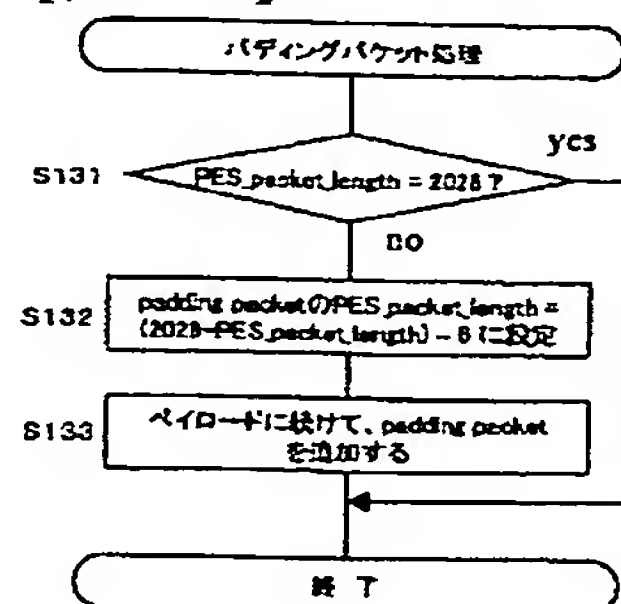 パディングパケット処理
yes
S131
PES_packet_length = 2028 ?
no
S132
padding packetのPES_packet_length =
(2028-PES_packet_length) - 6 に設定
S133
ペイロードに続けて、padding packet
を追加する
終 了